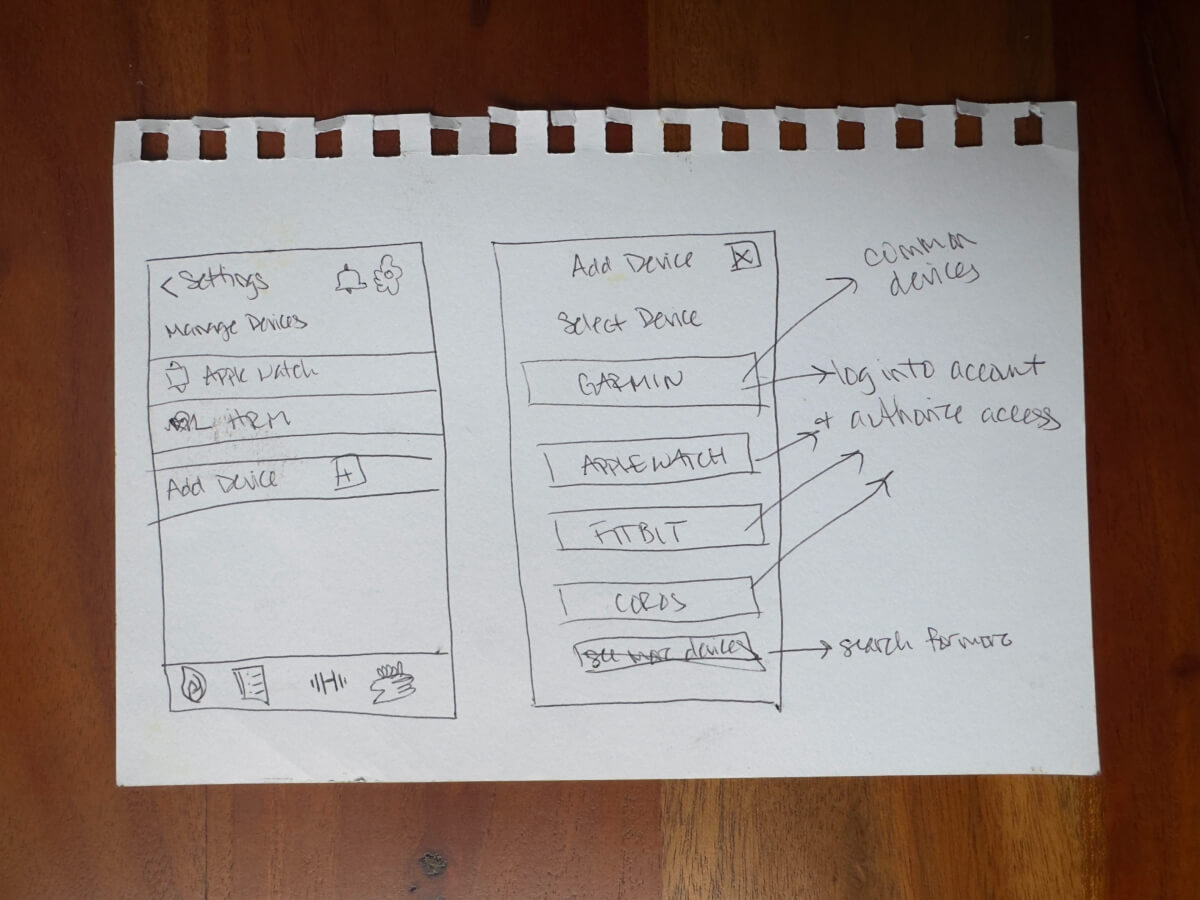 < Settings
Manage Devices
Apple Watch
HRM
Add Device +
Add Device X
Select Device
GARMIN
APPLE WATCH
FITBIT
COROS
See more devices
common
devices
log into account
+ authorize access
search for more